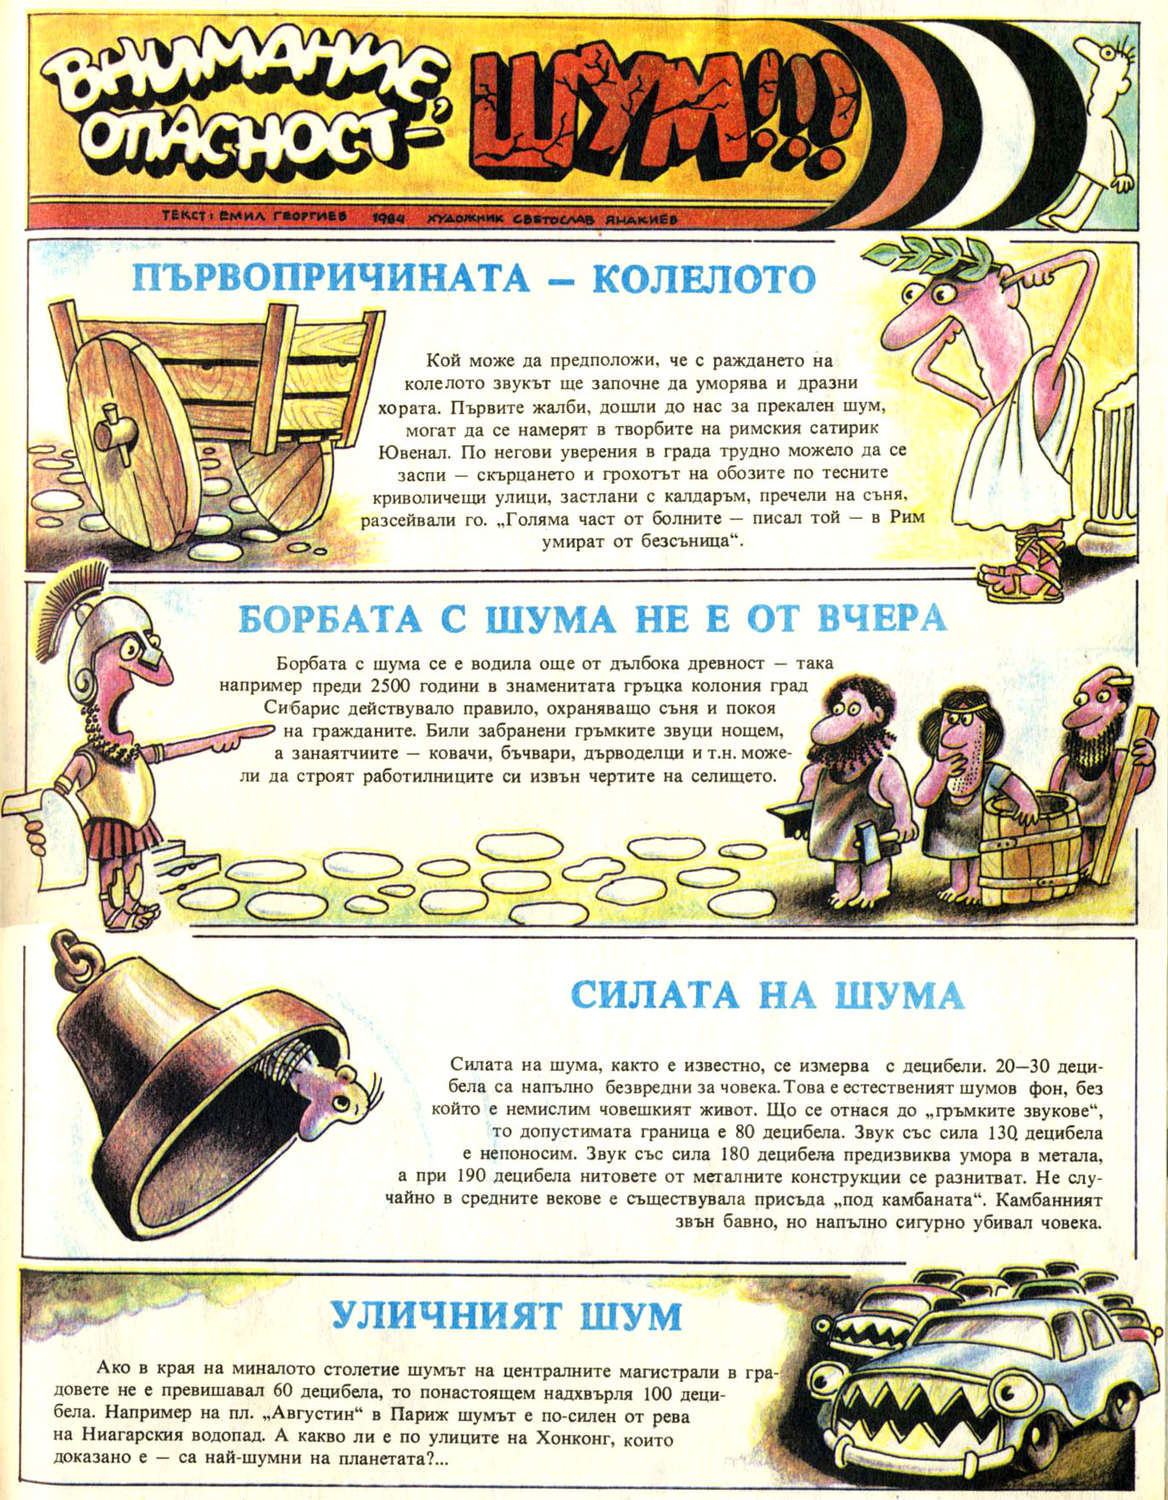 ВНИМАНИЕ,
ОПАСНОСТ –
ШУМ!!!
ТЕКСТ: ЕМИЛ ГЕОРГИЕВ 1984 ХУДОЖНИК СВЕТОСЛАВ ЯНАКИЕВ
ПЪРВОПРИЧИНАТА – КОЛЕЛОТО
Кой може да предположи, че с раждането на
колелото звукът ще започне да уморява и дразни
хората. Първите жалби, дошли до нас за прекален шум,
могат да се намерят в творбите на римския сатирик
Ювенал. По негови уверения в града трудно можело да се
заспи — скърцането и грохотът на обозите по тесните
криволичещи улици, застлани с калдаръм, пречели на съня,
разсейвали го. „Голяма част от болните — писал той — в Рим
умират от безсъница“.
БОРБАТА С ШУМА НЕ Е ОТ ВЧЕРА
Борбата с шума се е водила още от дълбока древност — така
например преди 2500 години в знаменитата гръцка колония град
Сибарис действувало правило, охраняващо съня и покоя
на гражданите. Били забранени гръмките звуци нощем,
а занаятчиите — ковачи, бъчвари, дърводелци и т.н. може-
ли да строят работилниците си извън чертите на селището.
СИЛАТА НА ШУМА
Силата на шума, както е известно, се измерва с децибели. 20—30 деци-
бела са напълно безвредни за човека. Това е естественият шумов фон, без
който е немислим човешкият живот. Що се отнася до „гръмките звукове“,
то допустимата граница е 80 децибела. Звук със сила 130 децибела
е непоносим. Звук със сила 180 децибела предизвиква умора в метала,
а при 190 децибела нитовете от металните конструкции се разнитват. Не слу-
чайно в средните векове е съществувала присъда „под камбаната“. Камбанният
звън бавно, но напълно сигурно убивал човека.
УЛИЧНИЯТ ШУМ
Ако в края на миналото столетие шумът на централните магистрали в гра-
довете не е превишавал 60 децибела, то понастоящем надхвърля 100 деци-
бела. Например на пл. „Августин“ в Париж шумът е по-силен от рева
на Ниагарския водопад. А какво ли е по улиците на Хонконг, които
доказано е — са най-шумни на планетата?...